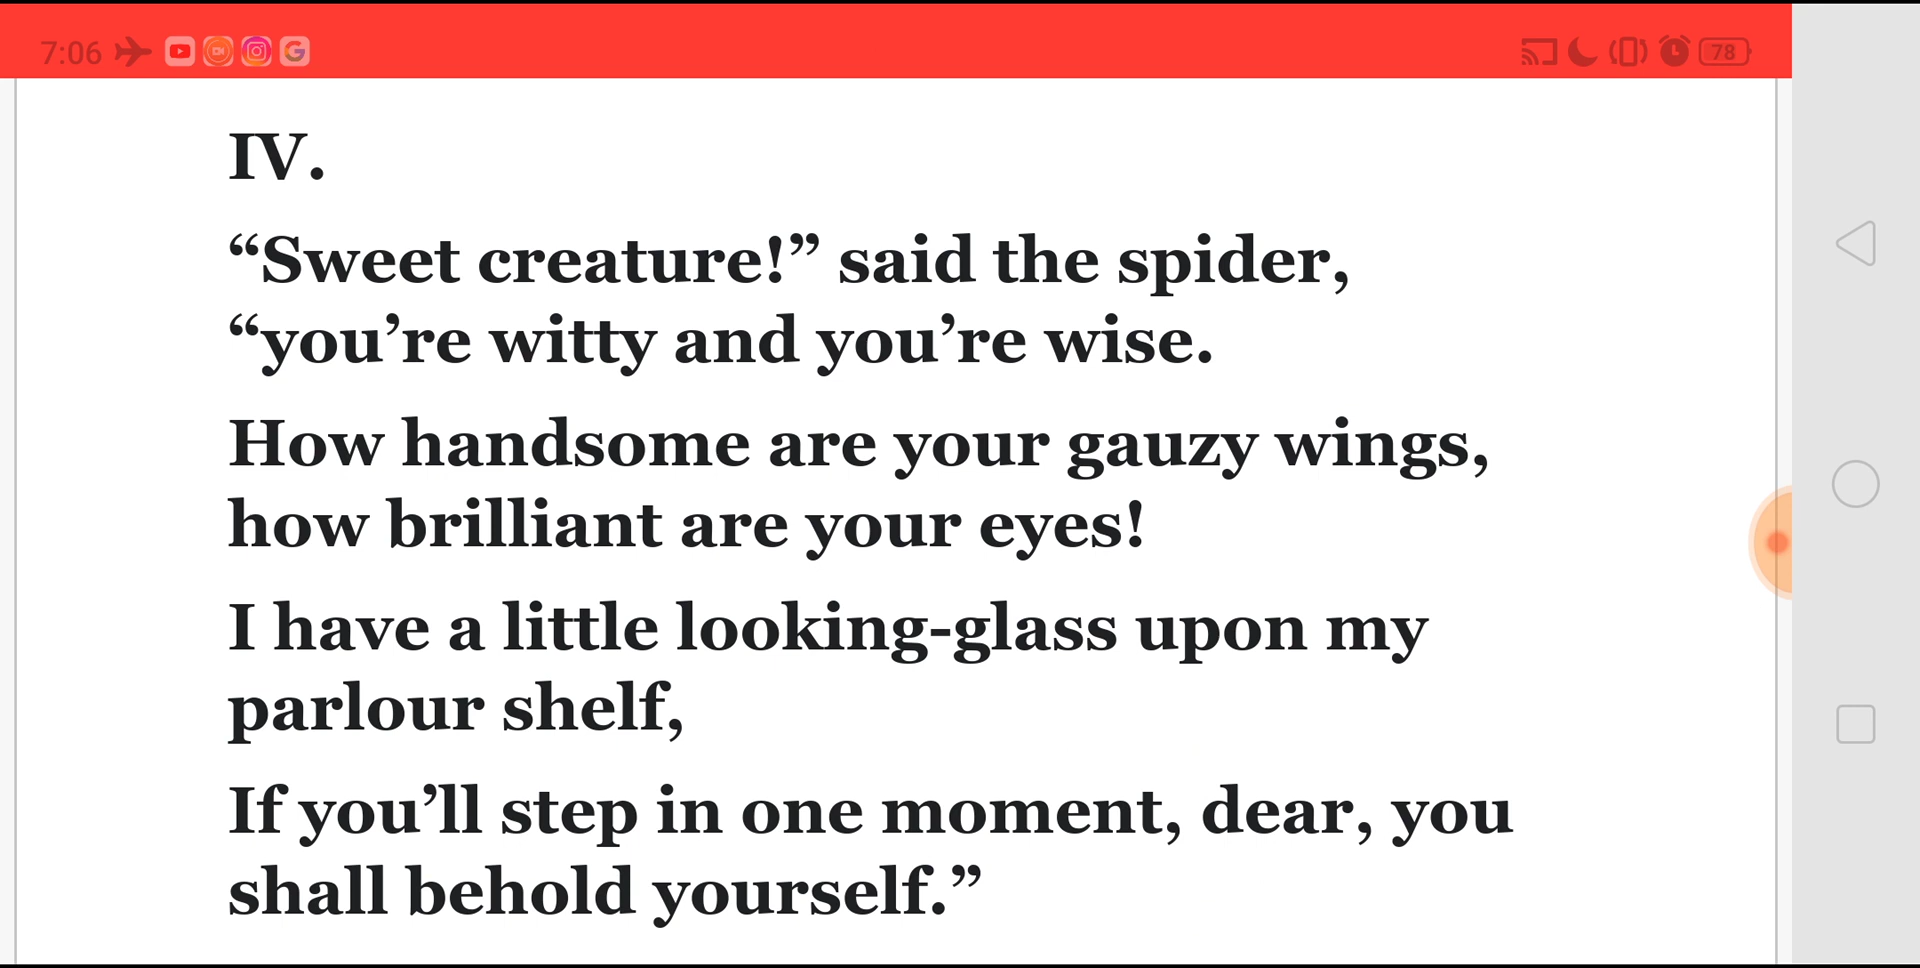 7:06
78
IV.
“Sweet creature!” said the spider,
“you’re witty and you’re wise.
How handsome are your gauzy wings,
how brilliant are your eyes!
I have a little looking-glass upon my
parlour shelf,
If you’ll step in one moment, dear, you
shall behold yourself.”